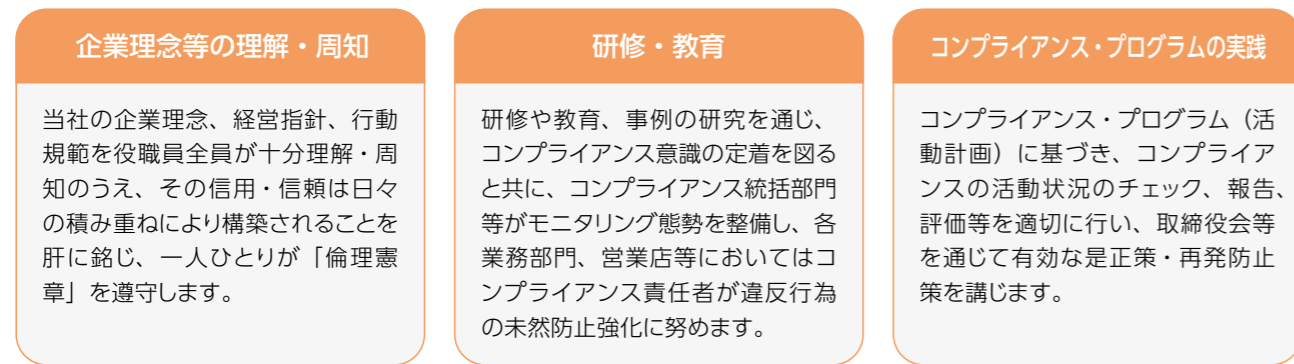 企業理念等の理解・周知
当社の企業理念、経営指針、行動
規範を役職員全員が十分理解・周
知のうえ、その信用・信頼は日々
の積み重ねにより構築されることを
肝に銘じ、一人ひとりが「倫理憲
章」を遵守します。
研修・教育
研修や教育、事例の研究を通じ、
コンプライアンス意識の定着を図る
と共に、コンプライアンス統括部門
等がモニタリング態勢を整備し、各
業務部門、営業店等においてはコ
ンプライアンス責任者が違反行為
の未然防止強化に努めます。
コンプライアンス・プログラムの実践
コンプライアンス・プログラム（活
動計画）に基づき、コンプライア
ンスの活動状況のチェック、報告、
評価等を適切に行い、取締役会等
を通じて有効な是正策・再発防止
策を講じます。